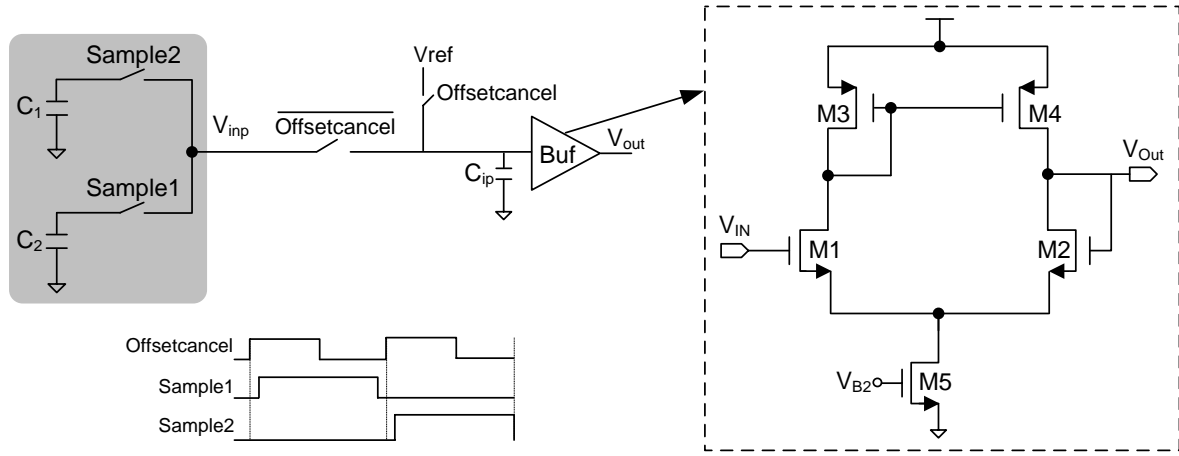 Sample2
C1
Vinp
Sample1
C2
Vref
Offsetcancel
Offsetcancel
Cip
Buf
Vout
M3
M4
VOut
VIN
M1
M2
VB2
M5
Offsetcancel
Sample1
Sample2